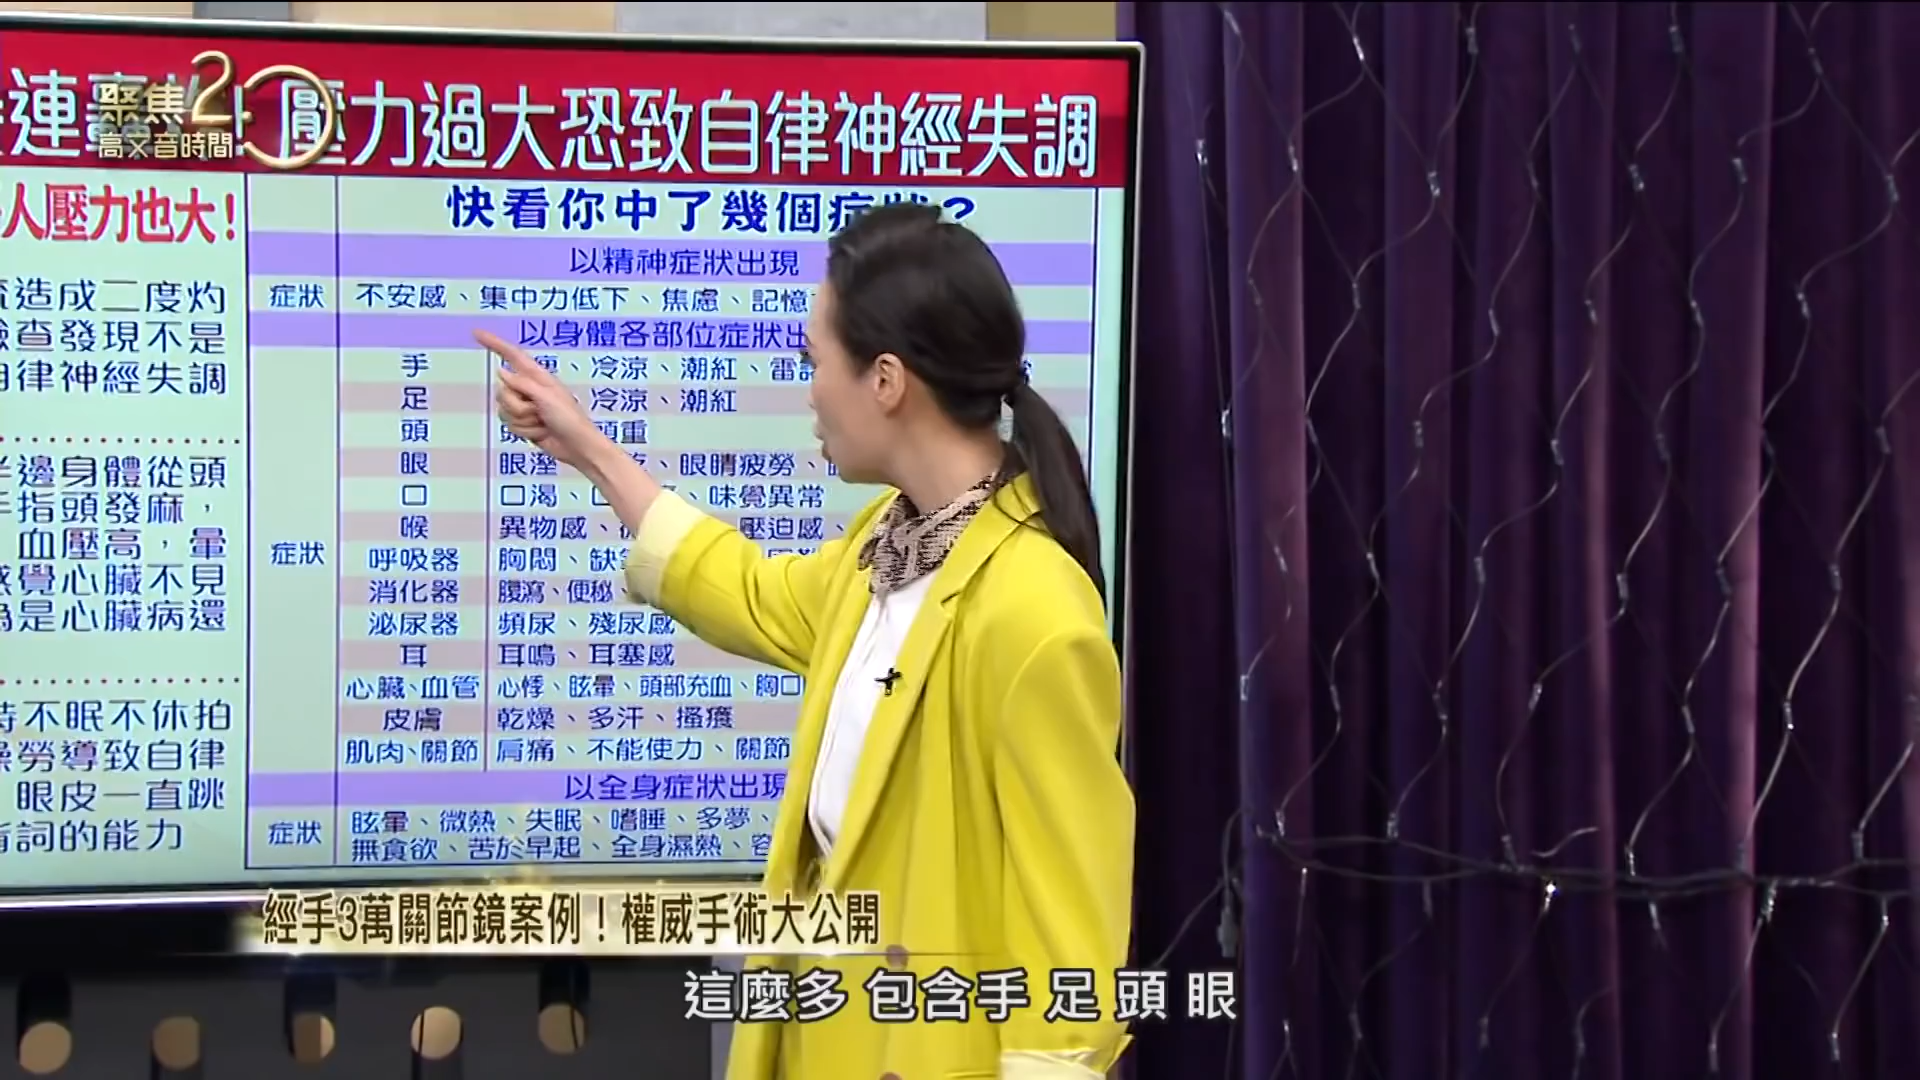 聚焦2.0
高文音時間
連 ! 壓力過大恐致自律神經失調
人壓力也大!
造成二度灼
查發現不是
律神經失調
邊身體從頭
指頭發麻,
血壓高,暈
覺心臟不見
是心臟病還
不眠不休拍
勞導致自律
眼皮一直跳
詞的能力
快看你中了幾個症狀?
以精神症狀出現
症狀 不安感、集中力低下、焦慮、記憶
以身體各部位症狀出
症狀
手 、冷涼、潮紅、雷
足 、冷涼、潮紅
頭 頭重
眼 眼溼 、眼睛疲勞、
口 口渴、口 、味覺異常
喉 異物感、 壓迫感、
呼吸器 胸悶、缺
消化器 腹瀉、便秘、
泌尿器 頻尿、殘尿感
耳 耳鳴、耳塞感
心臟、血管 心悸、眩暈、頭部充血、胸口
皮膚 乾燥、多汗、搔癢
肌肉、關節 肩痛、不能使力、關節
以全身症狀出現
症狀 眩暈、微熱、失眠、嗜睡、多夢、
無食欲、苦於早起、全身濕熱、容
經手3萬關節鏡案例!權威手術大公開
這麼多 包含手 足 頭 眼